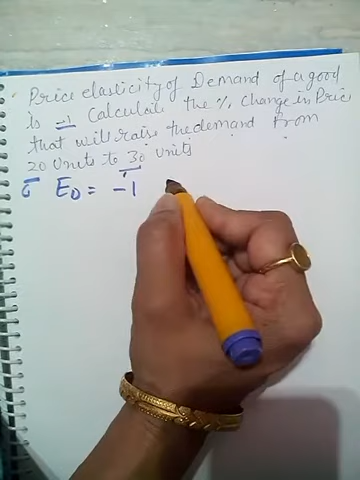 Price elasticity of Demand of a good
is -1 Calculate the % change in Price
that will raise the demand From
20 Units to 30 Units
ED = -1